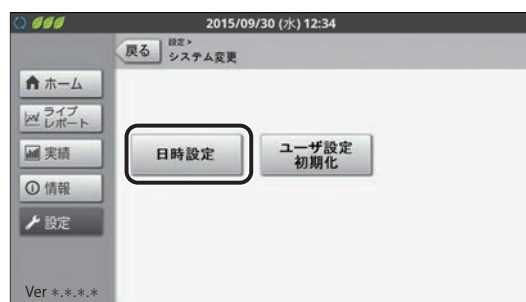 2015/09/30 (水) 12:34
戻る
設定 >
システム変更
ホーム
ライブ
レポート
実績
情報
設定
日時設定
ユーザ設定
初期化
Ver *.*.*.*